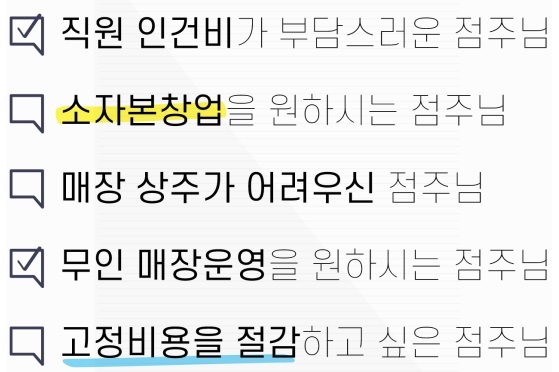 직원 인건비가 부담스러운 점주님
소자본창업을 원하시는 점주님
매장 상주가 어려우신 점주님
무인 매장운영을 원하시는 점주님
고정비용을 절감하고 싶은 점주님